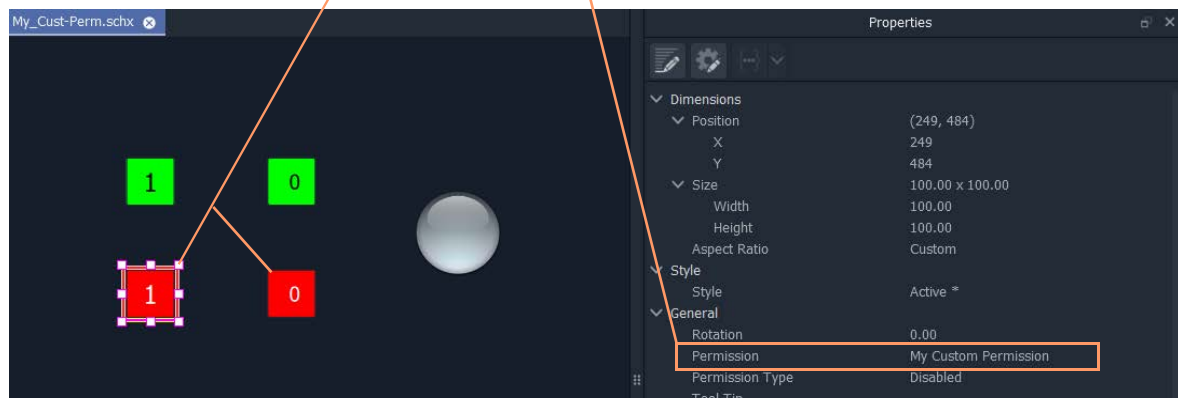 My_Cust-Perm.schx
Properties
Dimensions
Position (249, 484)
X 249
Y 484
Size 100.00 x 100.00
Width 100.00
Height 100.00
Aspect Ratio Custom
Style
Style Active *
General
Rotation 0.00
Permission My Custom Permission
Permission Type Disabled
Tool Tip
1 0
1 0